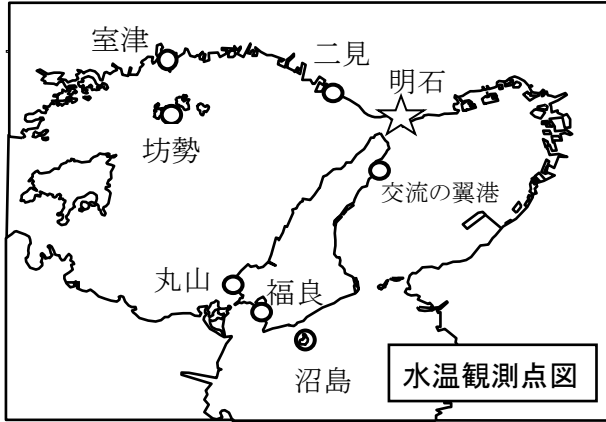 室津
二見
明石
坊勢
交流の翼港
丸山
福良
沼島
水温観測点図